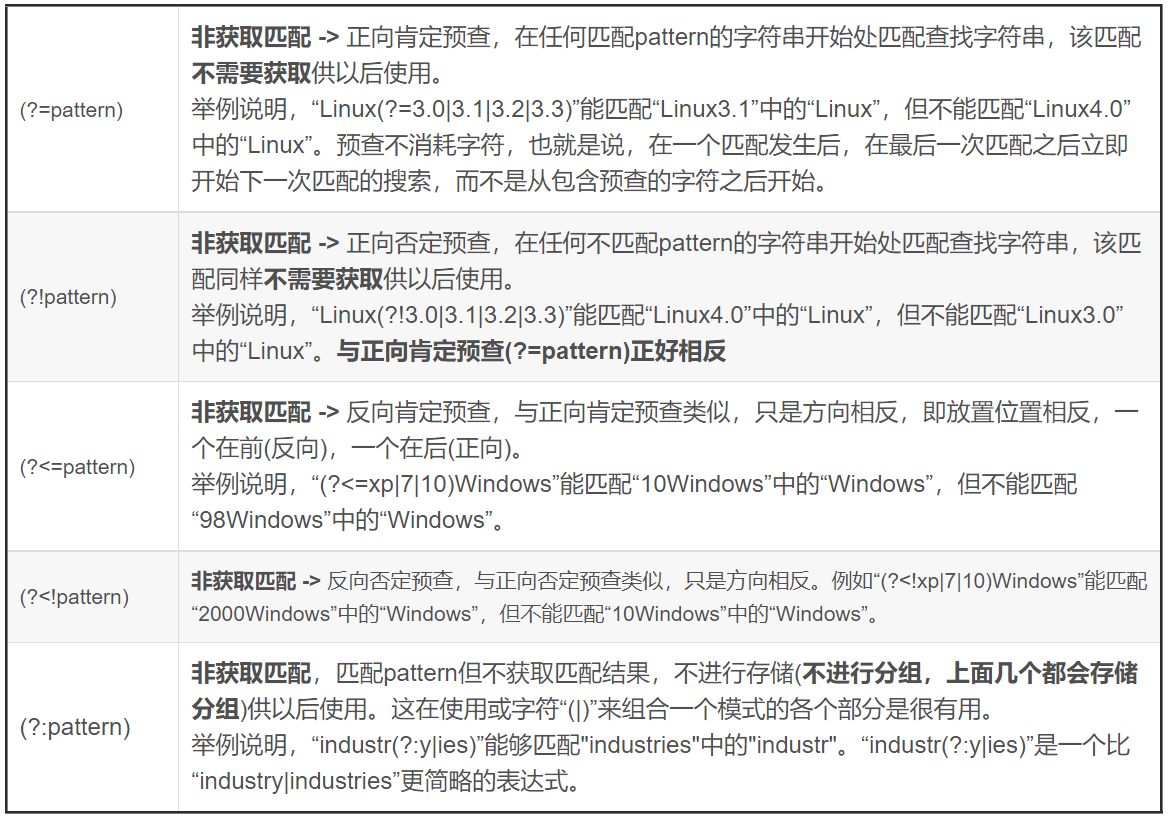 (?=pattern)
非获取匹配 -> 正向肯定预查，在任何匹配pattern的字符串开始处匹配查找字符串，该匹配
不需要获取供以后使用。
举例说明，“Linux(?=3.0|3.1|3.2|3.3)”能匹配“Linux3.1”中的“Linux”，但不能匹配“Linux4.0”
中的“Linux”。预查不消耗字符，也就是说，在一个匹配发生后，在最后一次匹配之后立即
开始下一次匹配的搜索，而不是从包含预查的字符之后开始。
(?!pattern)
非获取匹配 -> 正向否定预查，在任何不匹配pattern的字符串开始处匹配查找字符串，该匹
配同样不需要获取供以后使用。
举例说明，“Linux(?!3.0|3.1|3.2|3.3)”能匹配“Linux4.0”中的“Linux”，但不能匹配“Linux3.0”
中的“Linux”。与正向肯定预查(?=pattern)正好相反
(?<=pattern)
非获取匹配 -> 反向肯定预查，与正向肯定预查类似，只是方向相反，即放置位置相反，一
个在前(反向)，一个在后(正向)。
举例说明，“(?<=xp|7|10)Windows”能匹配“10Windows”中的“Windows”，但不能匹配
“98Windows”中的“Windows”。
(?<!pattern)
非获取匹配 -> 反向否定预查，与正向否定预查类似，只是方向相反。例如“(?<!xp|7|10)Windows”能匹配
“2000Windows”中的“Windows”，但不能匹配“10Windows”中的“Windows”。
(?:pattern)
非获取匹配，匹配pattern但不获取匹配结果，不进行存储(不进行分组，上面几个都会存储
分组)供以后使用。这在使用或字符“(|)”来组合一个模式的各个部分是很有用。
举例说明，“industr(?:y|ies)”能够匹配"industries"中的"industr"。“industr(?:y|ies)”是一个比
“industry|industries”更简略的表达式。